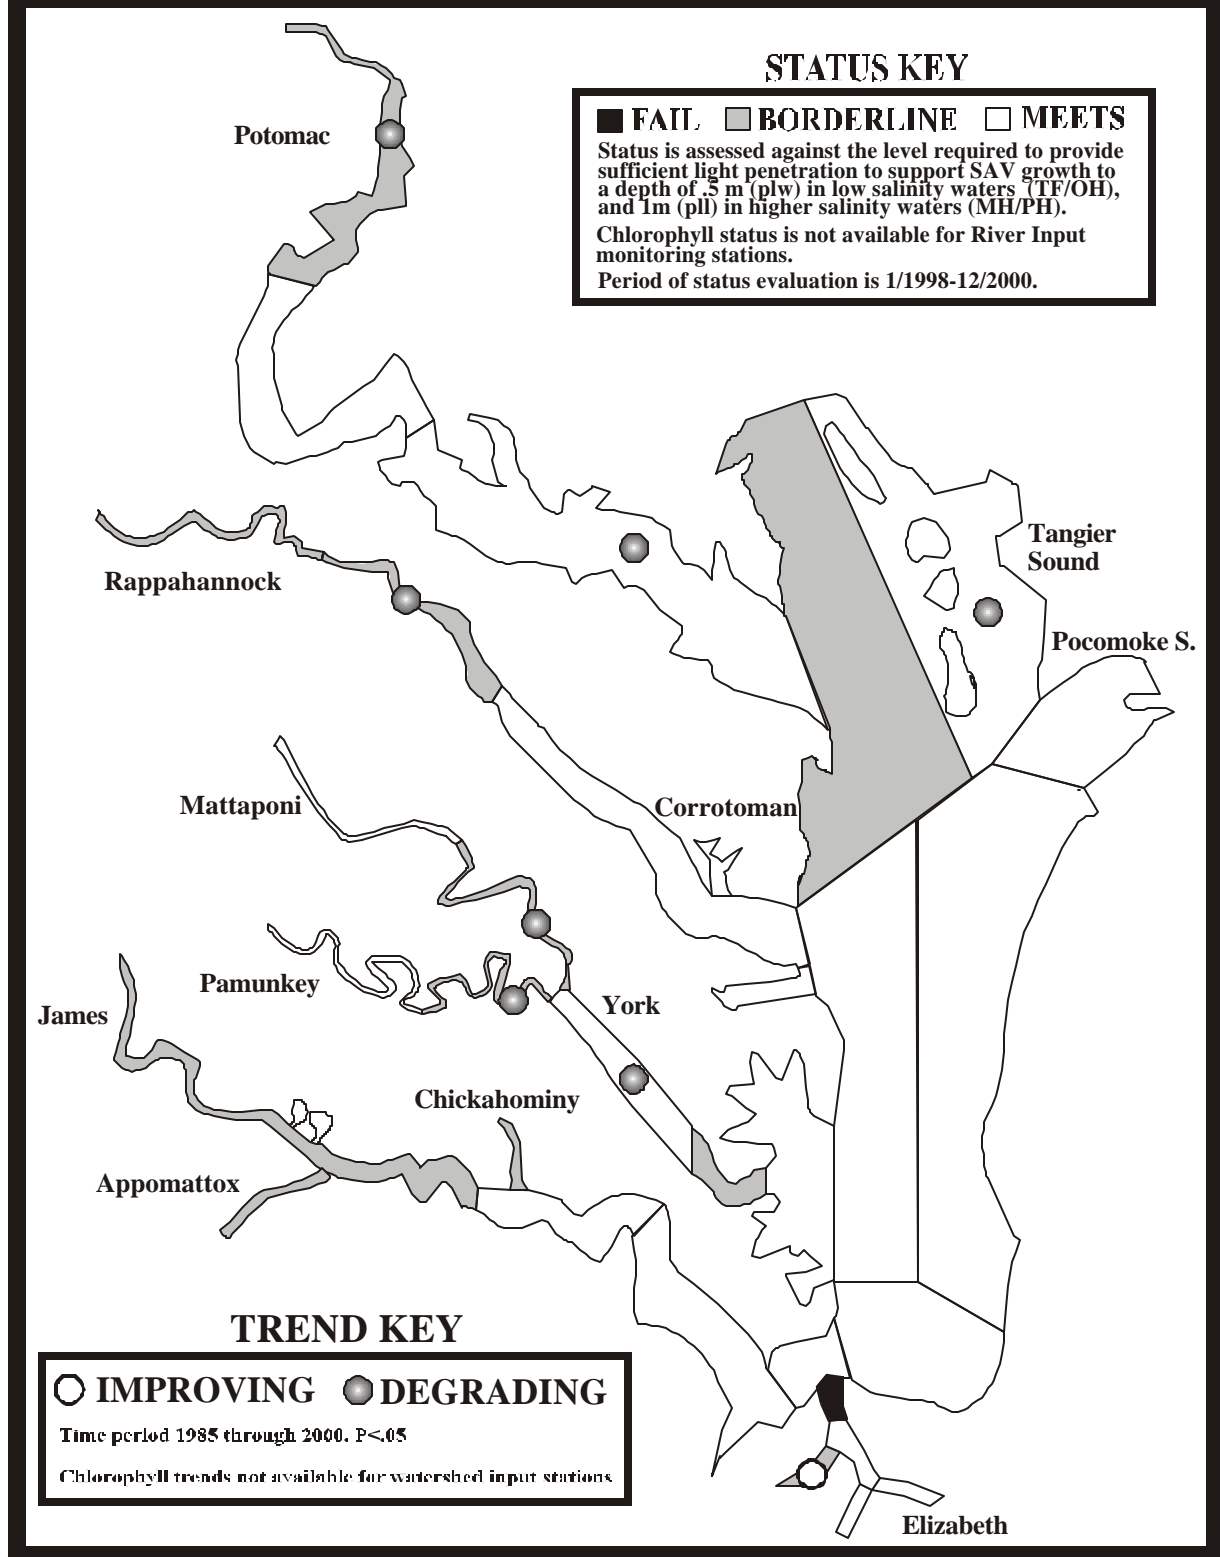 STATUS KEY
FAIL BORDERLINE MEETS
Status is assessed against the level required to provide
sufficient light penetration to support SAV growth to
a depth of .5 m (plw) in low salinity waters (TF/OH),
and 1m (pll) in higher salinity waters (MH/PH).
Chlorophyll status is not available for River Input
monitoring stations.
Period of status evaluation is 1/1998-12/2000.
Potomac
Tangier
Sound
Rappahannock
Pocomoke S.
Mattaponi
Corrotoman
Pamunkey
York
James
Chickahominy
Appomattox
TREND KEY
IMPROVING DEGRADING
Time period 1985 through 2000. P<.05
Chlorophyll trends not available for watershed input stations
Elizabeth